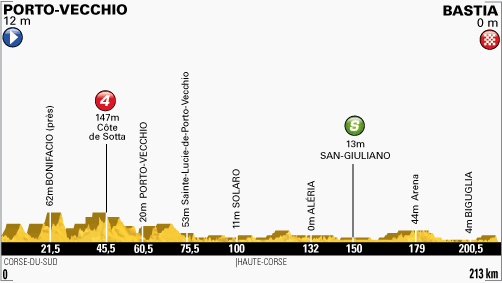 PORTO-VECCHIO
12 m
BASTIA
0 m
62m BONIFACIO (près)
4
147m
Côte
de Sotta
20m PORTO-VECCHIO
53m Sainte-Lucie-de-Porto-Vecchio
11m SOLARO
0m ALÉRIA
S
13m
SAN-GIULIANO
44m Arena
4m BIGUGLIA
21,5 45,5 60,5 75,5 100 132 150 179 200,5
CORSE-DU-SUD |HAUTE-CORSE
0 213 km